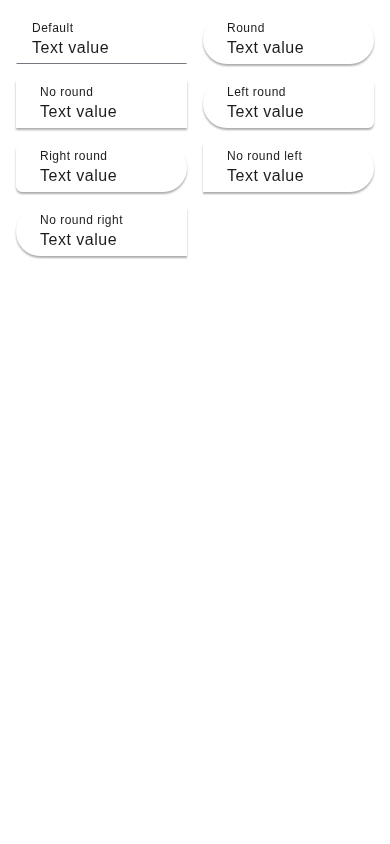 Default
Text value
Round
Text value
No round
Text value
Left round
Text value
Right round
Text value
No round left
Text value
No round right
Text value